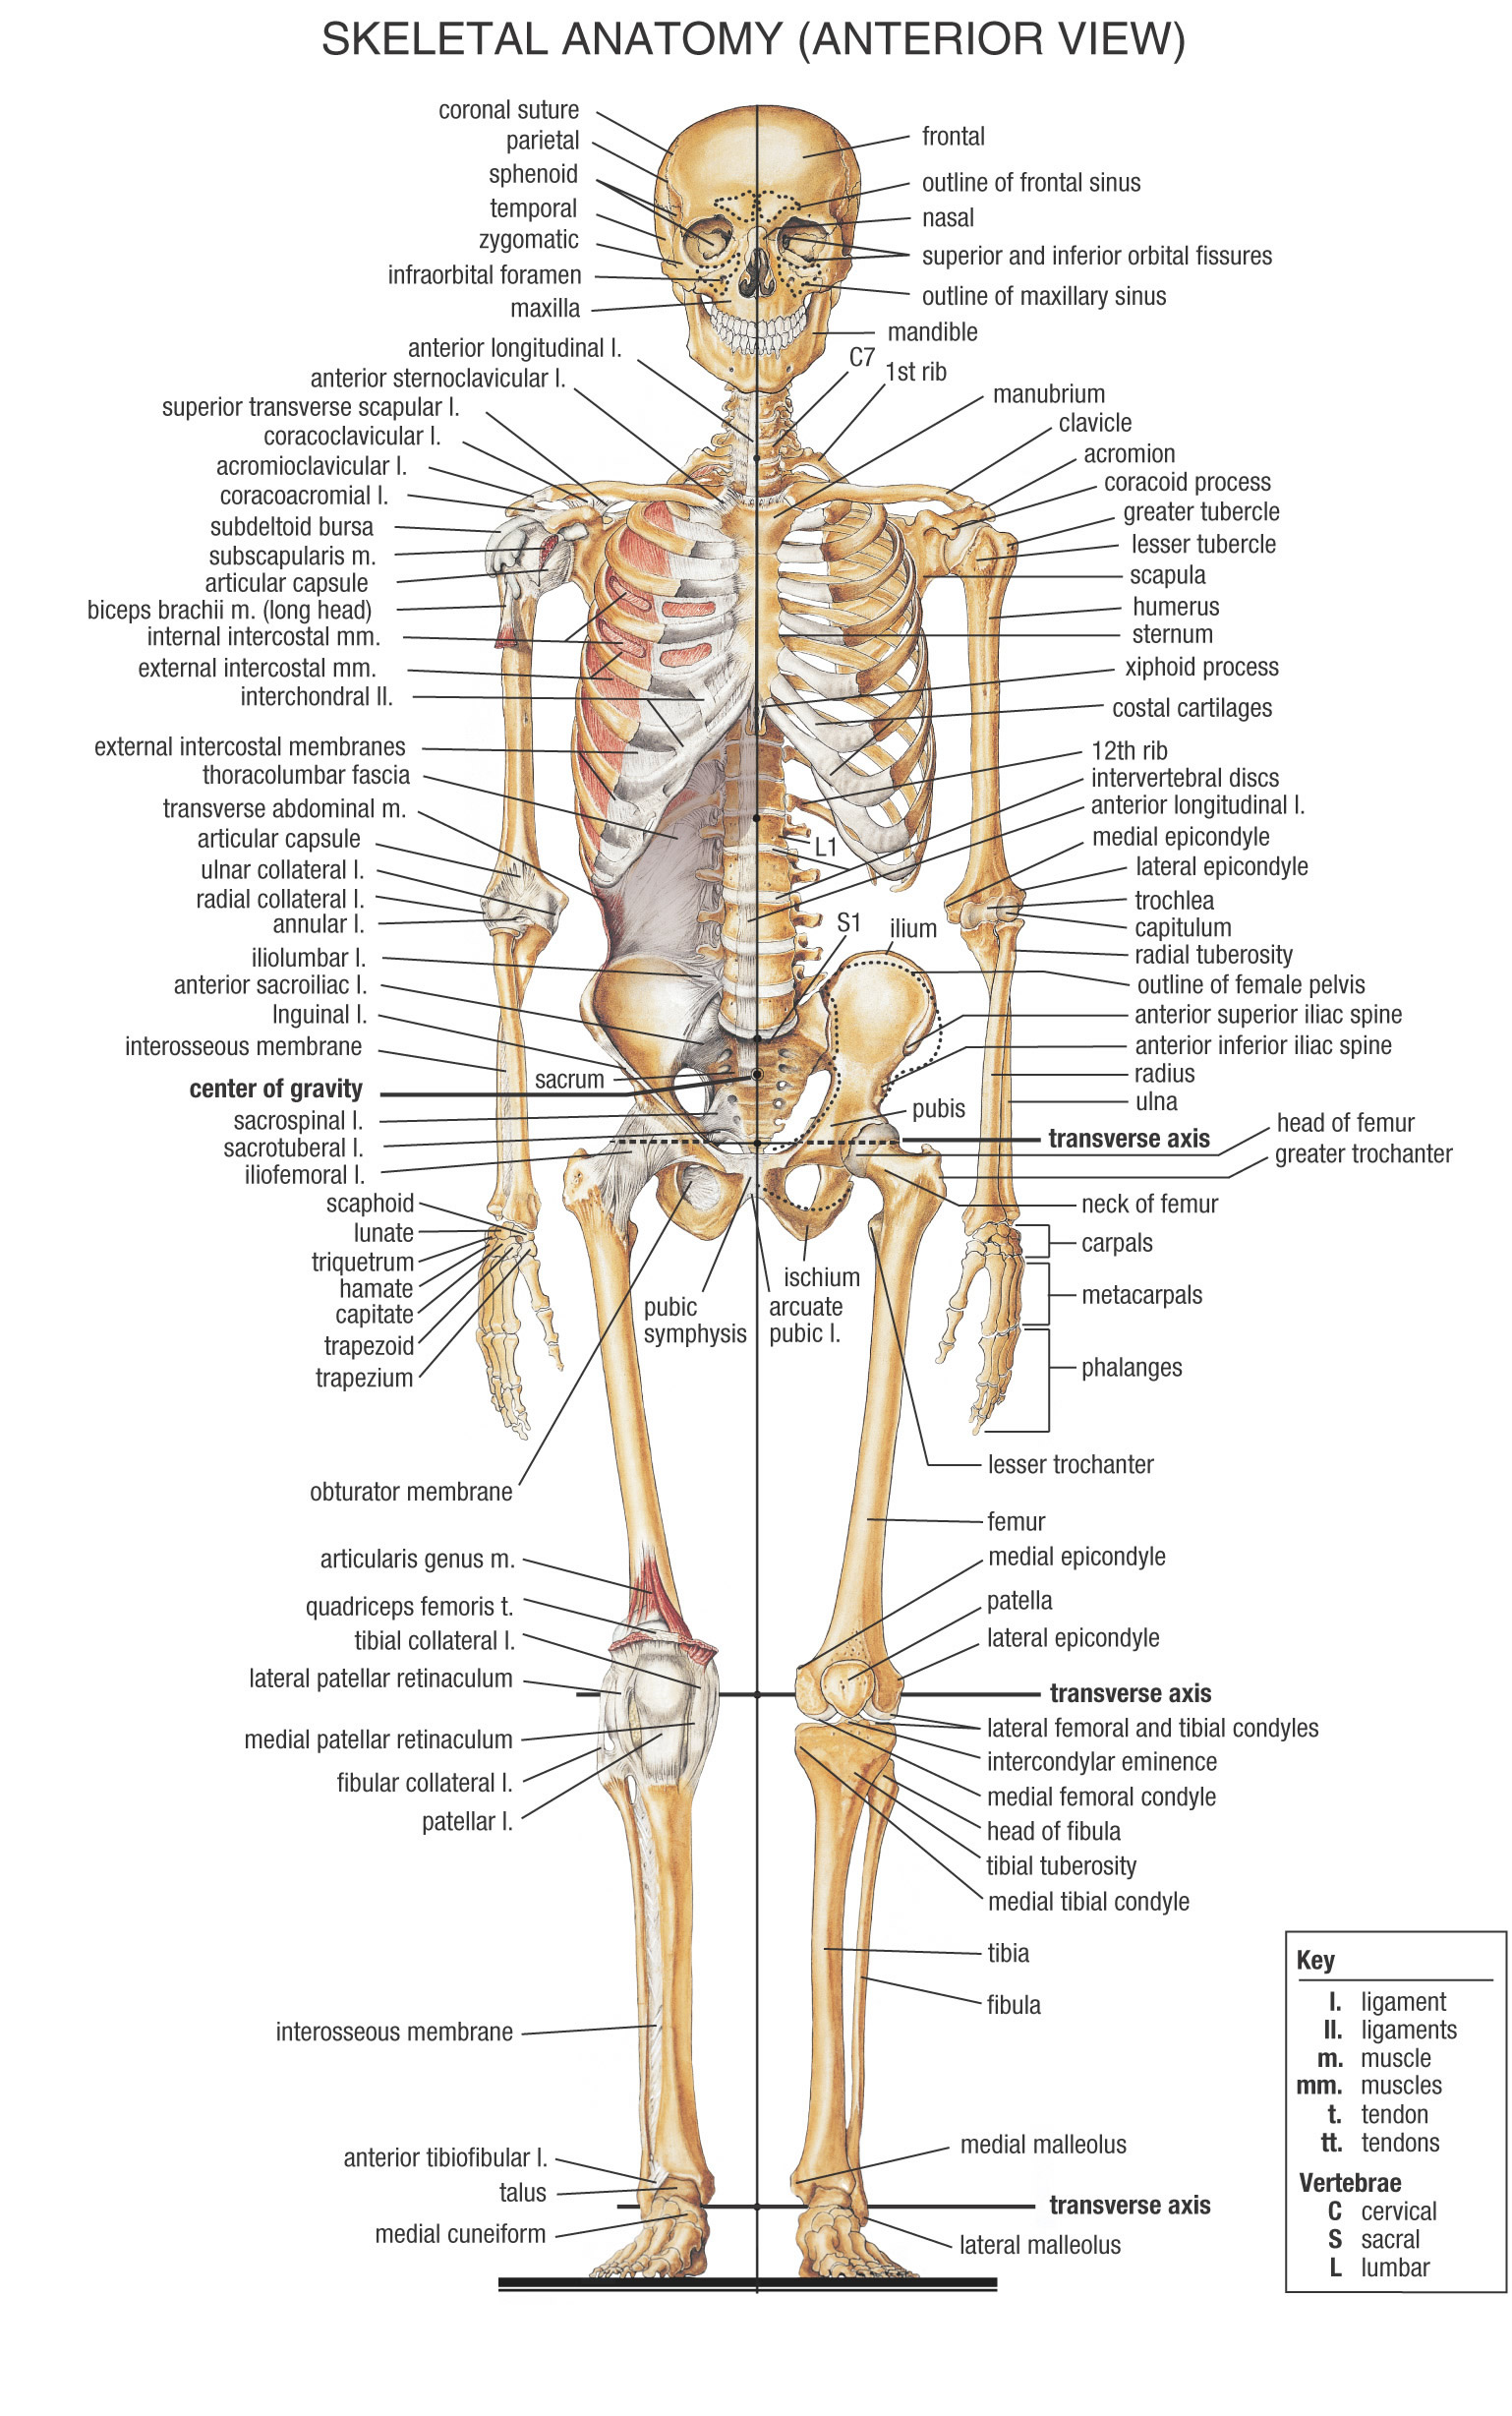 SKELETAL ANATOMY (ANTERIOR VIEW)
coronal suture
parietal
sphenoid
temporal
zygomatic
infraorbital foramen
maxilla
anterior longitudinal l.
anterior sternoclavicular l.
superior transverse scapular l.
coracoclavicular l.
acromioclavicular l.
coracoacromial l.
subdeltoid bursa
subscapularis m.
articular capsule
biceps brachii m. (long head)
internal intercostal mm.
external intercostal mm.
interchondral ll.
external intercostal membranes
thoracolumbar fascia
transverse abdominal m.
articular capsule
ulnar collateral l.
radial collateral l.
annular l.
iliolumbar l.
anterior sacroiliac l.
Inguinal l.
interosseous membrane
sacrum
center of gravity
sacrospinal l.
sacrotuberal l.
iliofemoral l.
scaphoid
lunate
triquetrum
hamate
capitate
trapezoid
trapezium
pubic
symphysis
obturator membrane
articularis genus m.
quadriceps femoris t.
tibial collateral l.
lateral patellar retinaculum
medial patellar retinaculum
fibular collateral l.
patellar l.
interosseous membrane
anterior tibiofibular l.
talus
medial cuneiform
frontal
outline of frontal sinus
nasal
superior and inferior orbital fissures
outline of maxillary sinus
mandible
C7
1st rib
manubrium
clavicle
acromion
coracoid process
greater tubercle
lesser tubercle
scapula
humerus
sternum
xiphoid process
costal cartilages
12th rib
intervertebral discs
anterior longitudinal l.
L1
medial epicondyle
lateral epicondyle
trochlea
capitulum
S1
ilium
radial tuberosity
outline of female pelvis
anterior superior iliac spine
anterior inferior iliac spine
radius
ulna
pubis
head of femur
transverse axis
greater trochanter
neck of femur
carpals
ischium
arcuate
pubic l.
metacarpals
phalanges
lesser trochanter
femur
medial epicondyle
patella
lateral epicondyle
transverse axis
lateral femoral and tibial condyles
intercondylar eminence
medial femoral condyle
head of fibula
tibial tuberosity
medial tibial condyle
tibia
fibula
medial malleolus
transverse axis
lateral malleolus
Key
l. ligament
ll. ligaments
m. muscle
mm. muscles
t. tendon
tt. tendons
Vertebrae
C cervical
S sacral
L lumbar